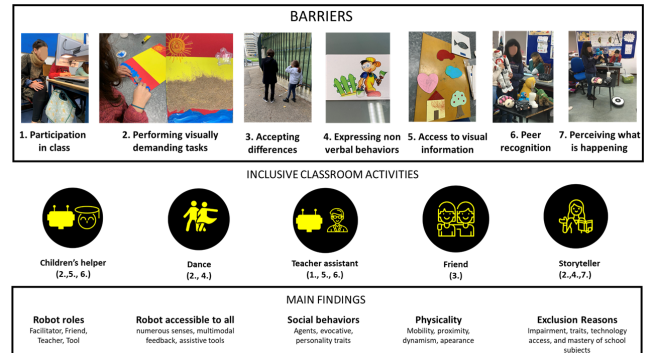 BARRIERS
1. Participation
in class
2. Performing visually
demanding tasks
3. Accepting
differences
4. Expressing non
verbal behaviors
5. Access to visual
information
6. Peer
recognition
7. Perceiving what
is happening
INCLUSIVE CLASSROOM ACTIVITIES
Children's helper
(2.,5., 6.)
Dance
(2., 4.)
Teacher assistant
(1., 5., 6.)
Friend
(3.)
Storyteller
(2.,4.,7.)
MAIN FINDINGS
Robot roles
Facilitator, Friend,
Teacher, Tool
Robot accessible to all
numerous senses, multimodal
feedback, assistive tools
Social behaviors
Agents, evocative,
personality traits
Physicality
Mobility, proximity,
dynamism, apearance
Exclusion Reasons
Impairment, traits, technology
access, and mastery of school
subjects